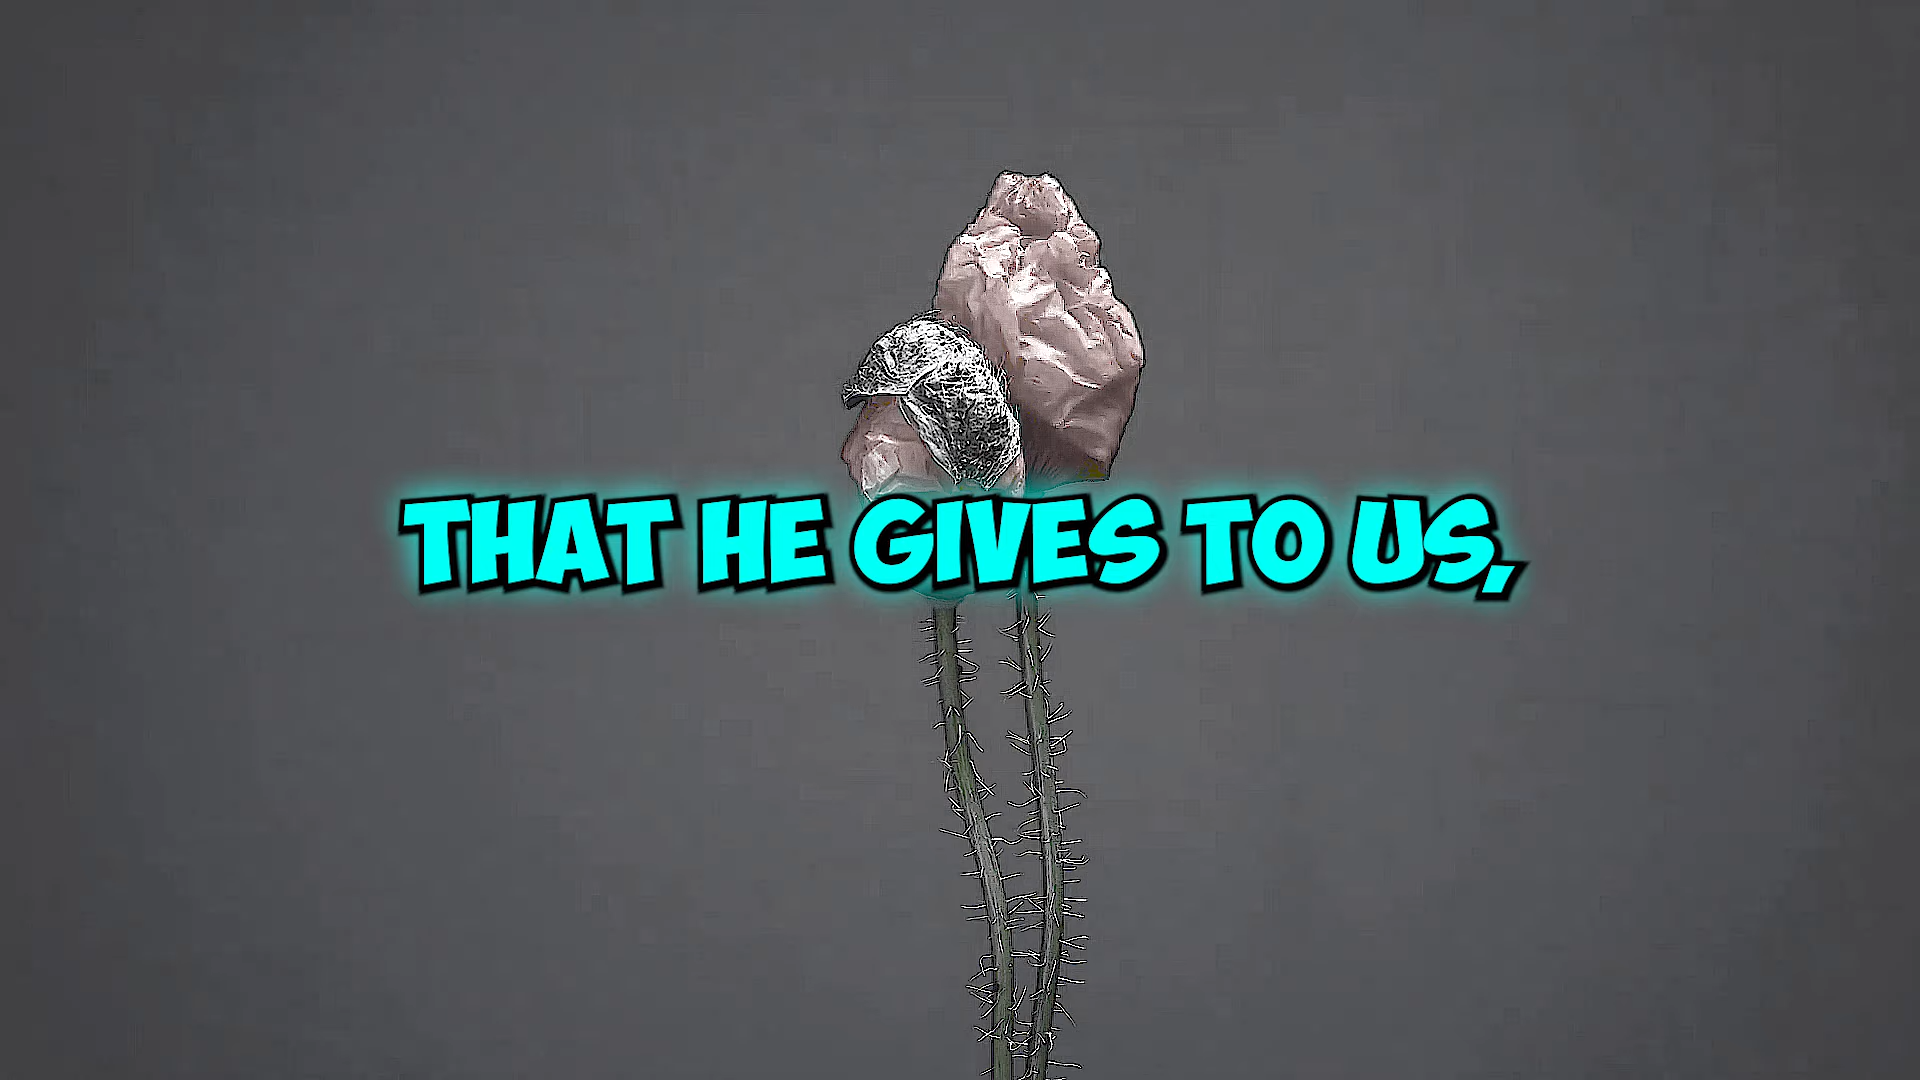 THAT HE GIVES TO US,